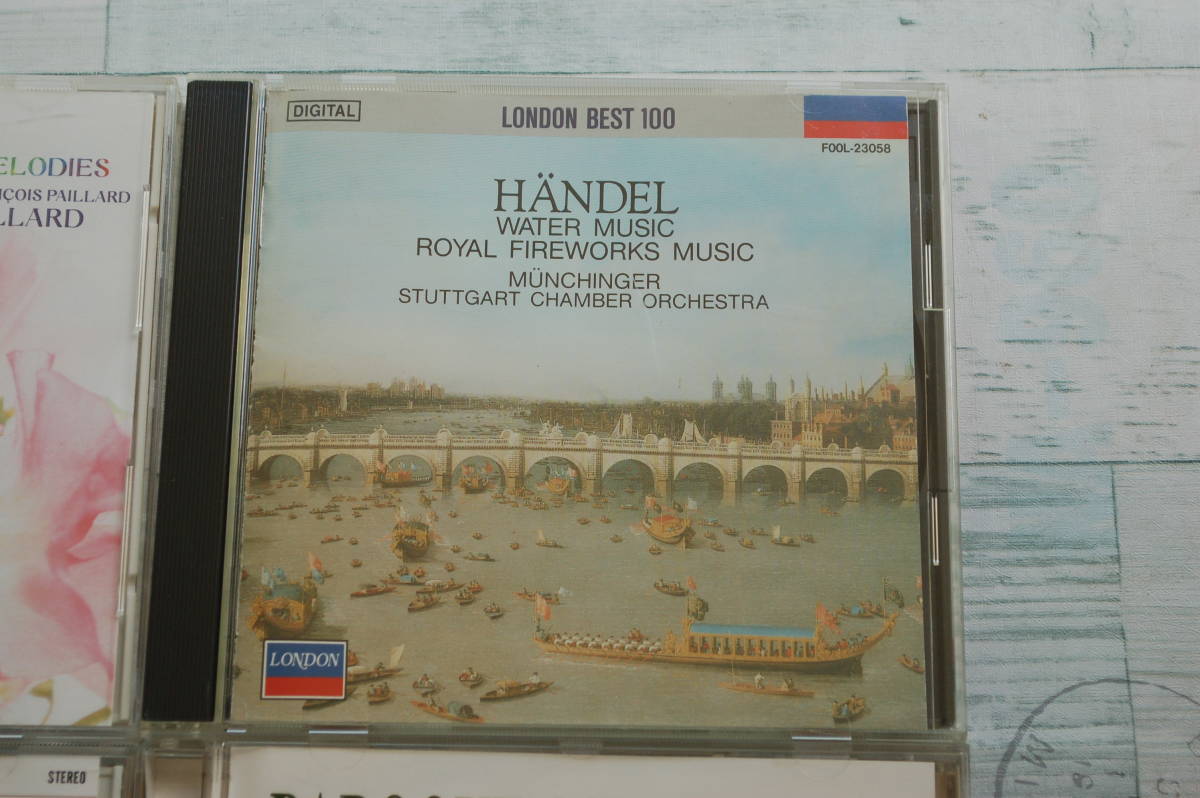 ELODIES
NÇOIS PAILLARD
LLARD
DIGITAL
LONDON BEST 100
F00L-23058
HÄNDEL
WATER MUSIC
ROYAL FIREWORKS MUSIC
MÜNCHINGER
STUTTGART CHAMBER ORCHESTRA
LONDON
STEREO